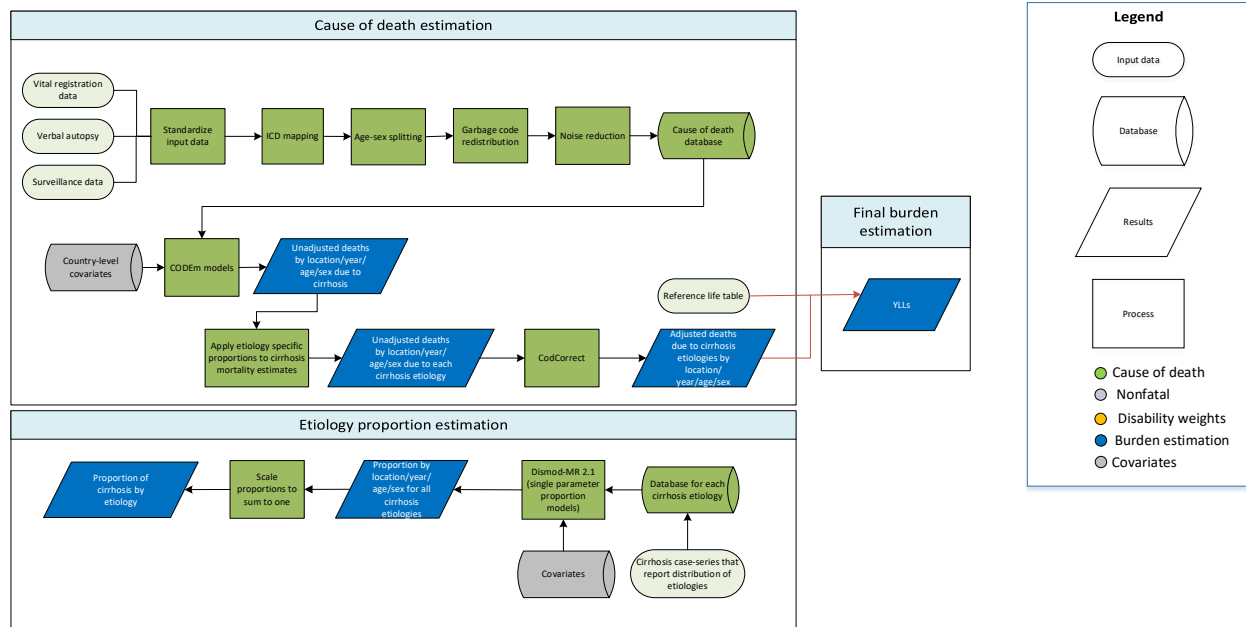 Cause of death estimation
Vital registration
data
Verbal autopsy
Surveillance data
Standardize
input data
ICD mapping
Age-sex splitting
Garbage code
redistribution
Noise reduction
Cause of death
database
Country-level
covariates
CODEm models
Unadjusted deaths
by location/year/
age/sex due to
cirrhosis
Apply etiology specific
proportions to cirrhosis
mortality estimates
Unadjusted deaths
by location/year/
age/sex due to each
cirrhosis etiology
CodCorrect
Reference life table
Adjusted deaths
due to cirrhosis
etiologies by
location/
year/age/sex
Final burden
estimation
YLLs
Etiology proportion estimation
Proportion of
cirrhosis by
etiology
Scale
proportions to
sum to one
Proportion by
location/year/
age/sex for all
cirrhosis
etiologies
Dismod-MR 2.1
(single parameter
proportion
models)
Database for each
cirrhosis etiology
Covariates
Cirrhosis case-series that
report distribution of
etiologies
Legend
Input data
Database
Results
Process
Cause of death
Nonfatal
Disability weights
Burden estimation
Covariates